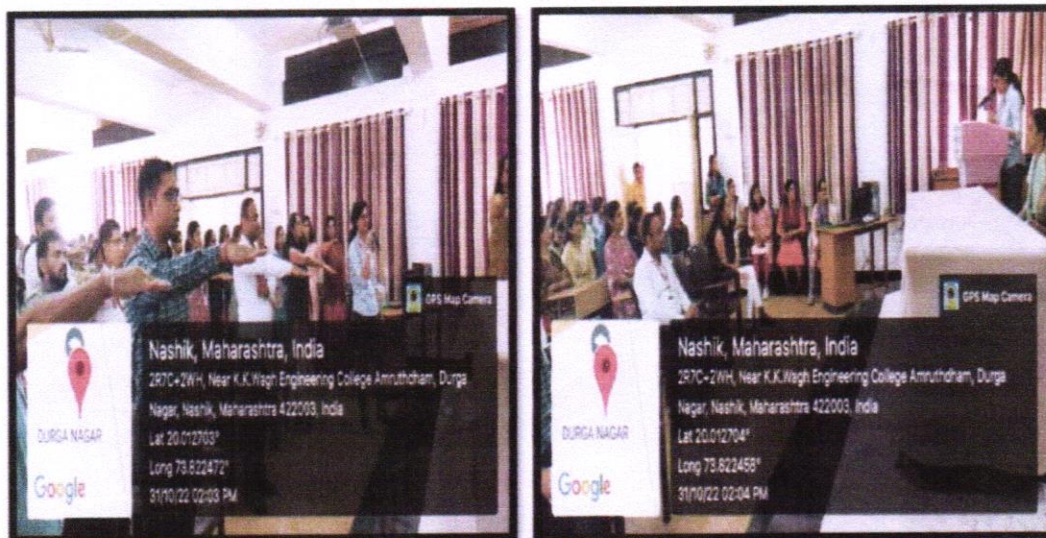 GPS Map Camera
Nashik, Maharashtra, India
2R7C+2WH, Near K.K.Wagh Engineering College Amruthdham, Durga
Nagar, Nashik, Maharashtra 422003, India
Lat 20.012703°
Long 73.822472°
31/10/22 02:03 PM
DURGA NAGAR
Google
GPS Map Camera
Nashik, Maharashtra, India
2R7C+2WH, Near K.K.Wagh Engineering College Amruthdham, Durga
Nagar, Nashik, Maharashtra 422003, India
Lat 20.012704°
Long 73.822458°
31/10/22 02:04 PM
DURGA NAGAR
Google